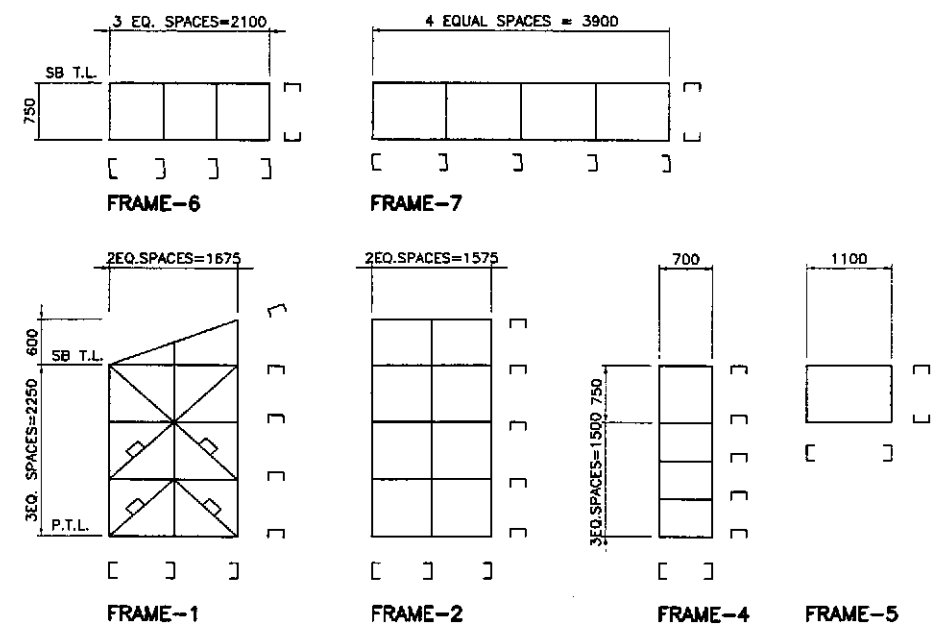 3 EQ. SPACES=2100
4 EQUAL SPACES = 3900
SB T.L.
750
FRAME-6
FRAME-7
2EQ.SPACES=1675
2EQ.SPACES=1575
700
1100
600
SB T.L.
3EQ. SPACES=2250
P.T.L.
750
3EQ.SPACES=1500
FRAME-1
FRAME-2
FRAME-4
FRAME-5